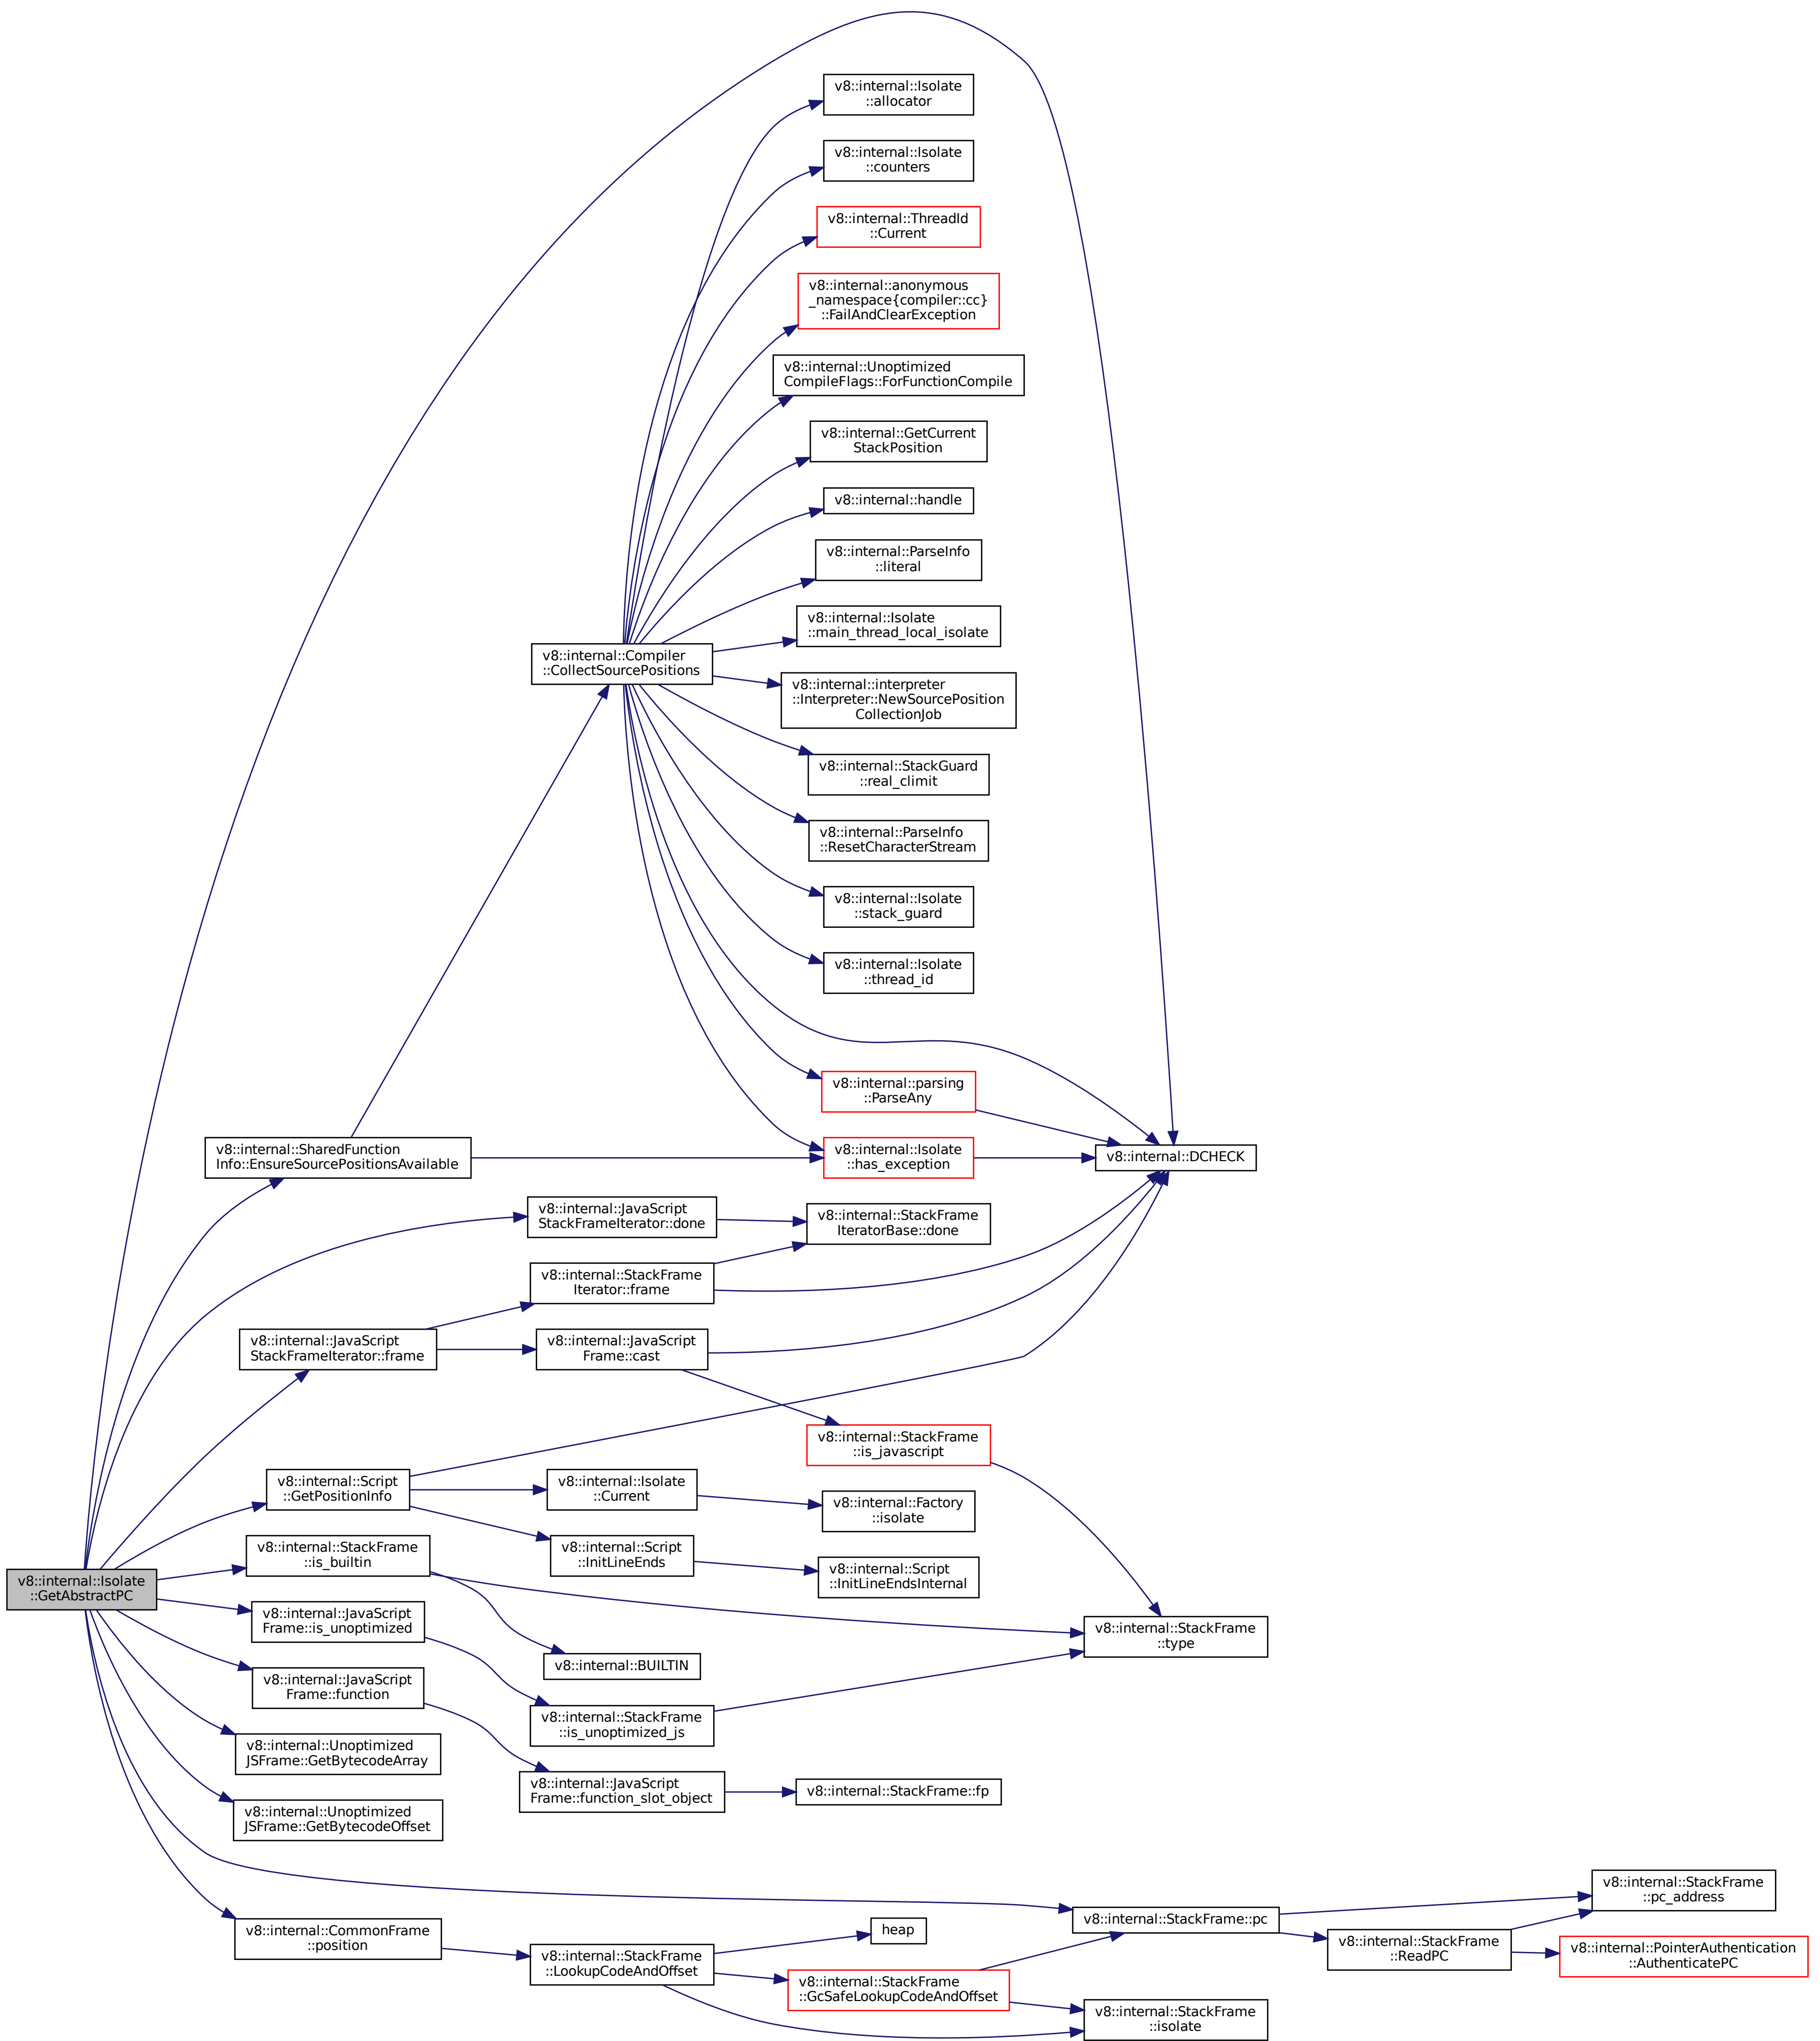 v8::internal::Isolate
::allocator
v8::internal::Isolate
::counters
v8::internal::ThreadId
::Current
v8::internal::anonymous
_namespace{compiler::cc}
::FailAndClearException
v8::internal::Unoptimized
CompileFlags::ForFunctionCompile
v8::internal::GetCurrent
StackPosition
v8::internal::handle
v8::internal::ParseInfo
::literal
v8::internal::Isolate
::main_thread_local_isolate
v8::internal::Compiler
::CollectSourcePositions
v8::internal::interpreter
::Interpreter::NewSourcePosition
CollectionJob
v8::internal::StackGuard
::real_climit
v8::internal::ParseInfo
::ResetCharacterStream
v8::internal::Isolate
::stack_guard
v8::internal::Isolate
::thread_id
v8::internal::parsing
::ParseAny
v8::internal::SharedFunction
Info::EnsureSourcePositionsAvailable
v8::internal::Isolate
::has_exception
v8::internal::DCHECK
v8::internal::JavaScript
StackFrameIterator::done
v8::internal::StackFrame
IteratorBase::done
v8::internal::StackFrame
Iterator::frame
v8::internal::JavaScript
StackFrameIterator::frame
v8::internal::JavaScript
Frame::cast
v8::internal::StackFrame
::is_javascript
v8::internal::Script
::GetPositionInfo
v8::internal::Isolate
::Current
v8::internal::Factory
::isolate
v8::internal::StackFrame
::is_builtin
v8::internal::Script
::InitLineEnds
v8::internal::Script
::InitLineEndsInternal
v8::internal::Isolate
::GetAbstractPC
v8::internal::JavaScript
Frame::is_unoptimized
v8::internal::StackFrame
::type
v8::internal::BUILTIN
v8::internal::JavaScript
Frame::function
v8::internal::StackFrame
::is_unoptimized_js
v8::internal::Unoptimized
JSFrame::GetBytecodeArray
v8::internal::JavaScript
Frame::function_slot_object
v8::internal::StackFrame::fp
v8::internal::Unoptimized
JSFrame::GetBytecodeOffset
v8::internal::StackFrame
::pc_address
v8::internal::StackFrame::pc
v8::internal::CommonFrame
::position
heap
v8::internal::StackFrame
::ReadPC
v8::internal::StackFrame
::LookupCodeAndOffset
v8::internal::PointerAuthentication
::AuthenticatePC
v8::internal::StackFrame
::GcSafeLookupCodeAndOffset
v8::internal::StackFrame
::isolate